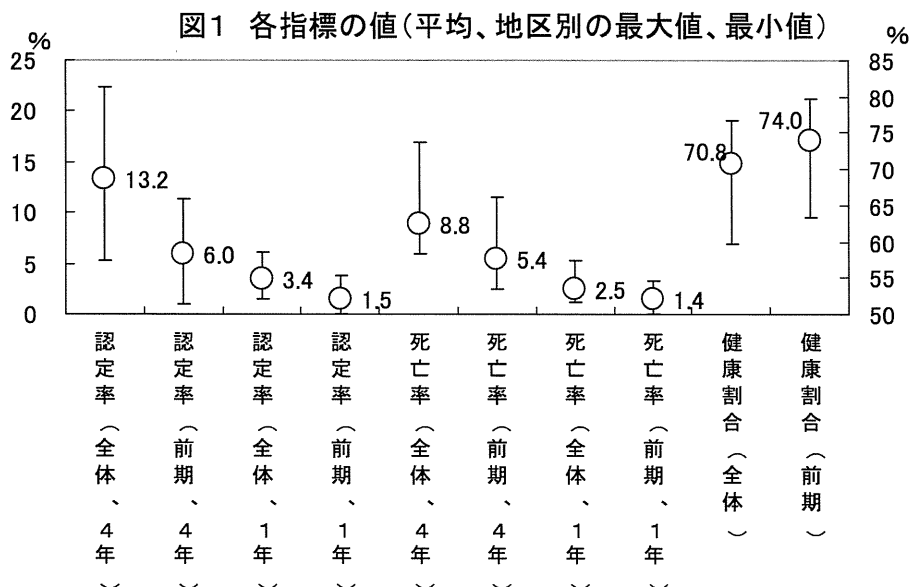 図1 各指標の値(平均、地区別の最大値、最小値)
%
%
25
20
15
10
5
0
85
80
75
70
65
60
55
50
13.2
6.0
3.4
1.5
8.8
5.4
2.5
1.4
70.8
74.0
認定率(全体、4年)
認定率(前期、4年)
認定率(全体、1年)
認定率(前期、1年)
死亡率(全体、4年)
死亡率(前期、4年)
死亡率(全体、1年)
死亡率(前期、1年)
健康割合(全体)
健康割合(前期)